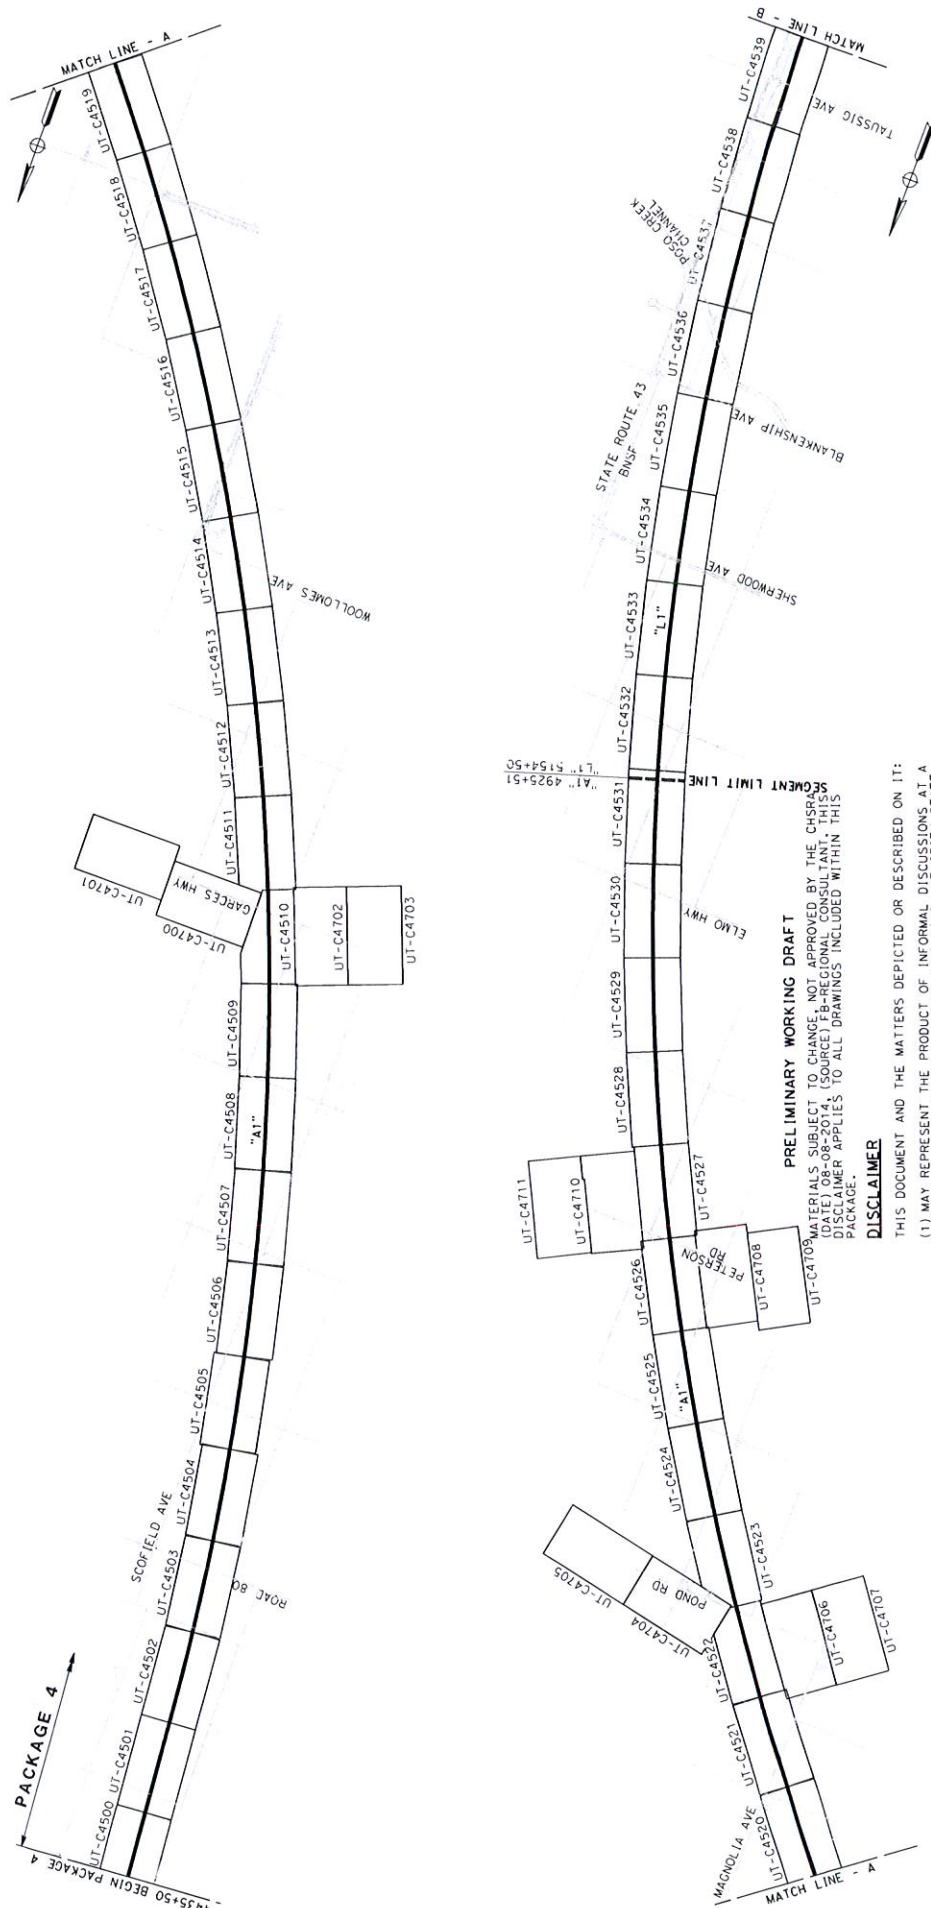 MATCH LINE - A
UT-C4519
UT-C4518
UT-C4517
UT-C4516
UT-C4515
UT-C4514
WOOLLOMES AVE
UT-C4513
UT-C4512
UT-C4511
UT-C4701
GARCES HWY
UT-C4700
UT-C4510
UT-C4702
UT-C4703
UT-C4509
UT-C4508
"A1"
UT-C4507
UT-C4506
UT-C4505
UT-C4504
SCOFIELD AVE
UT-C4503
ROAD 80
UT-C4502
UT-C4501
UT-C4500
PACKAGE 4
4435+50 BEGIN PACKAGE 4
MATCH LINE - B
UT-C4539
TAUSSIG AVE
UT-C4538
POSO CREEK
CHANNEL
UT-C4537
UT-C4536
STATE ROUTE 43
BNSF
UT-C4535
BLANKENSHIP AVE
UT-C4534
SHERWOOD AVE
UT-C4533
"L1"
UT-C4532
"L1" 5154+50
"A1" 4925+51
SEGMENT LIMIT LINE
UT-C4531
UT-C4530
ELMO HWY
UT-C4529
UT-C4528
UT-C4711
UT-C4710
UT-C4527
UT-C4526
PETERSON
RD
UT-C4708
UT-C4709
UT-C4525
"A1"
UT-C4524
UT-C4523
UT-C4705
POND RD
UT-C4704
UT-C4522
UT-C4706
UT-C4707
UT-C4521
MAGNOLIA AVE
UT-C4520
MATCH LINE - A
PRELIMINARY WORKING DRAFT
MATERIALS SUBJECT TO CHANGE, NOT APPROVED BY THE CHSRA
(DATE) 08-08-2014, (SOURCE) FB-REGIONAL CONSULTANT, THIS
DISCLAIMER APPLIES TO ALL DRAWINGS INCLUDED WITHIN THIS
PACKAGE.
DISCLAIMER
THIS DOCUMENT AND THE MATTERS DEPICTED OR DESCRIBED ON IT:
(1) MAY REPRESENT THE PRODUCT OF INFORMAL DISCUSSIONS AT A